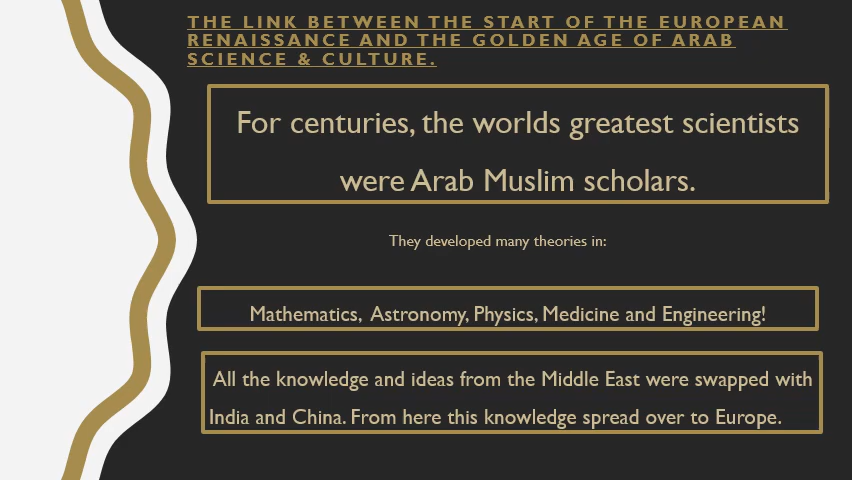 THE LINK BETWEEN THE START OF THE EUROPEAN
RENAISSANCE AND THE GOLDEN AGE OF ARAB
SCIENCE & CULTURE.
For centuries, the worlds greatest scientists
were Arab Muslim scholars.
They developed many theories in:
Mathematics, Astronomy, Physics, Medicine and Engineering!
All the knowledge and ideas from the Middle East were swapped with
India and China. From here this knowledge spread over to Europe.